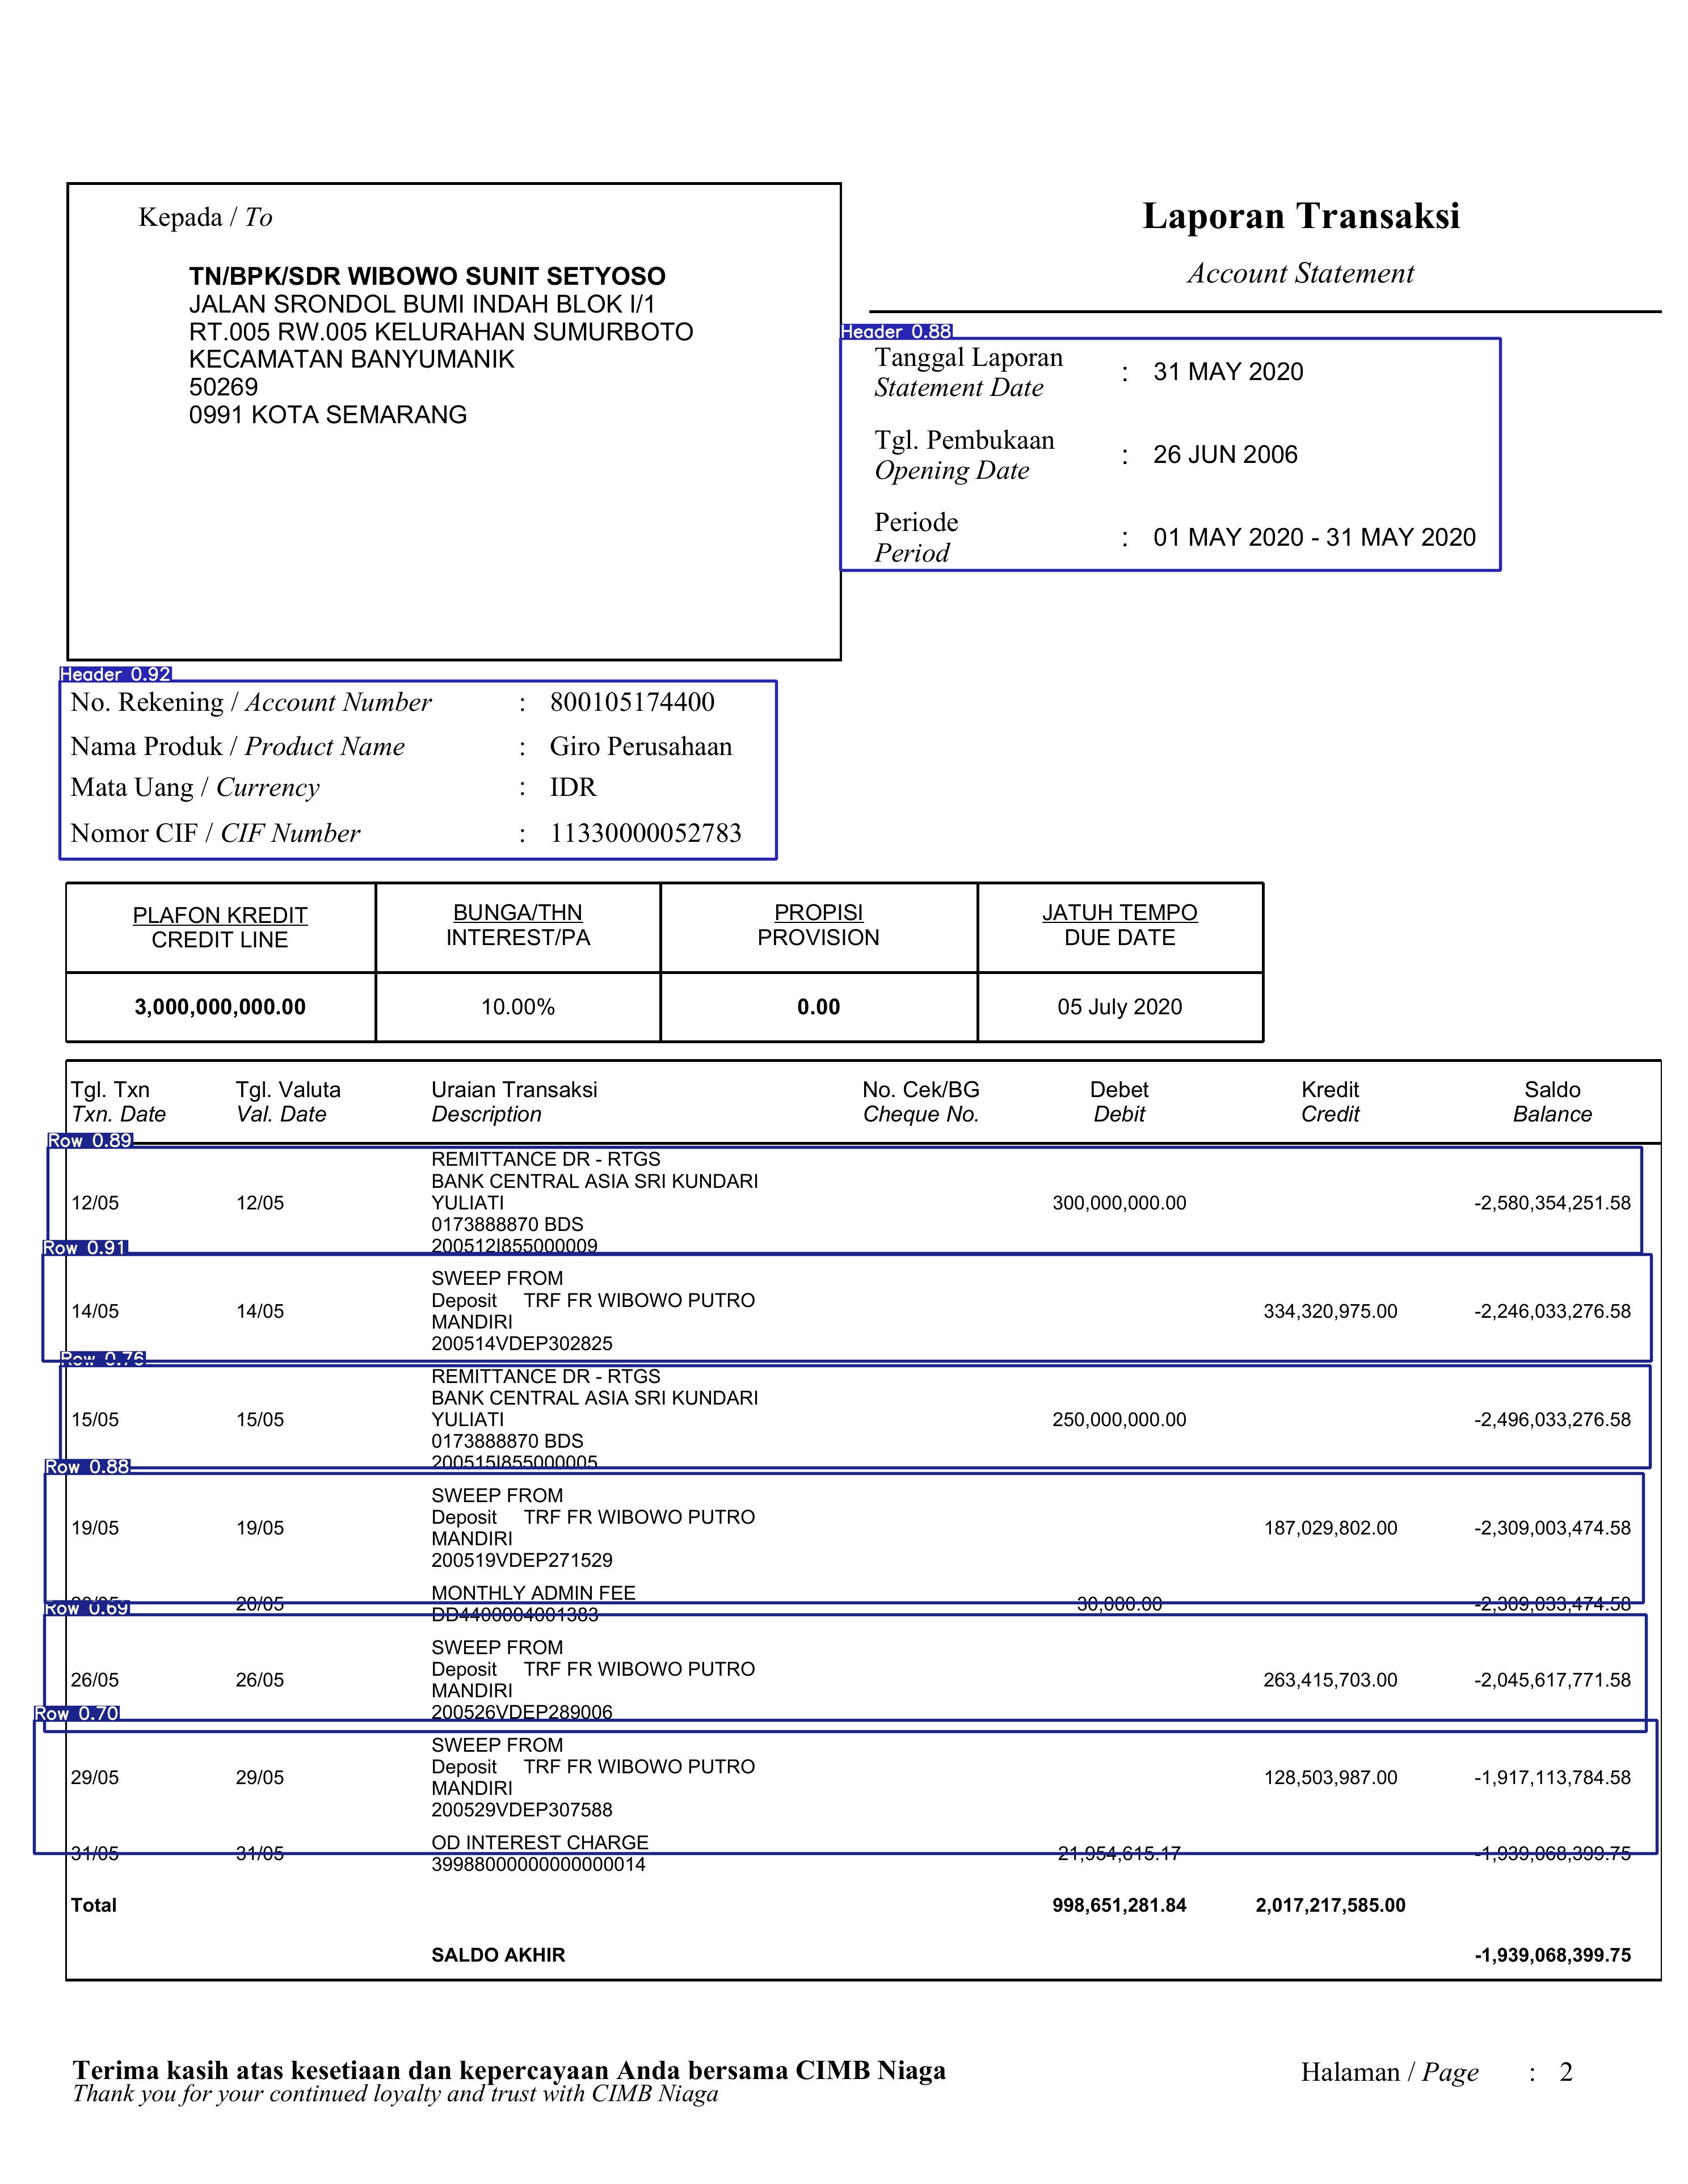 Kepada / To
TN/BPK/SDR WIBOWO SUNIT SETYOSO
JALAN SRONDOL BUMI INDAH BLOK I/1
RT.005 RW.005 KELURAHAN SUMURBOTO
KECAMATAN BANYUMANIK
50269
0991 KOTA SEMARANG
Laporan Transaksi
Account Statement
Header 0.88
Tanggal Laporan
Statement Date : 31 MAY 2020
Tgl. Pembukaan
Opening Date : 26 JUN 2006
Periode
Period : 01 MAY 2020 - 31 MAY 2020
Header 0.92
No. Rekening / Account Number : 800105174400
Nama Produk / Product Name : Giro Perusahaan
Mata Uang / Currency : IDR
Nomor CIF / CIF Number : 11330000052783
PLAFON KREDIT BUNGA/THN PROPISI JATUH TEMPO
CREDIT LINE INTEREST/PA PROVISION DUE DATE
3,000,000,000.00 10.00% 0.00 05 July 2020
Tgl. Txn Tgl. Valuta Uraian Transaksi No. Cek/BG Debet Kredit Saldo
Txn. Date Val. Date Description Cheque No. Debit Credit Balance
Row 0.89
REMITTANCE DR - RTGS
BANK CENTRAL ASIA SRI KUNDARI
12/05 12/05 YULIATI 300,000,000.00 -2,580,354,251.58
0173888870 BDS
200512I855000009
Row 0.91
SWEEP FROM
Deposit TRF FR WIBOWO PUTRO
14/05 14/05 MANDIRI 334,320,975.00 -2,246,033,276.58
200514VDEP302825
Row 0.76
REMITTANCE DR - RTGS
BANK CENTRAL ASIA SRI KUNDARI
15/05 15/05 YULIATI 250,000,000.00 -2,496,033,276.58
0173888870 BDS
200515I855000005
Row 0.88
SWEEP FROM
Deposit TRF FR WIBOWO PUTRO
19/05 19/05 MANDIRI 187,029,802.00 -2,309,003,474.58
200519VDEP271529
MONTHLY ADMIN FEE
20/05 20/05 30,000.00 -2,309,033,474.58
DD4400004001383
Row 0.69
SWEEP FROM
Deposit TRF FR WIBOWO PUTRO
26/05 26/05 MANDIRI 263,415,703.00 -2,045,617,771.58
200526VDEP289006
Row 0.70
SWEEP FROM
Deposit TRF FR WIBOWO PUTRO
29/05 29/05 MANDIRI 128,503,987.00 -1,917,113,784.58
200529VDEP307588
OD INTEREST CHARGE
31/05 31/05 21,954,615.17 -1,939,068,399.75
39988000000000000014
Total 998,651,281.84 2,017,217,585.00
SALDO AKHIR -1,939,068,399.75
Terima kasih atas kesetiaan dan kepercayaan Anda bersama CIMB Niaga
Thank you for your continued loyalty and trust with CIMB Niaga
Halaman / Page : 2